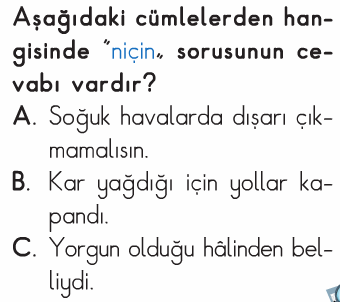 Aşağıdaki cümlelerden han-
gisinde “niçin„ sorusunun ce-
vabı vardır?
A. Soğuk havalarda dışarı çık-
mamalısın.
B. Kar yağdığı için yollar ka-
pandı.
C. Yorgun olduğu hâlinden bel-
liydi.